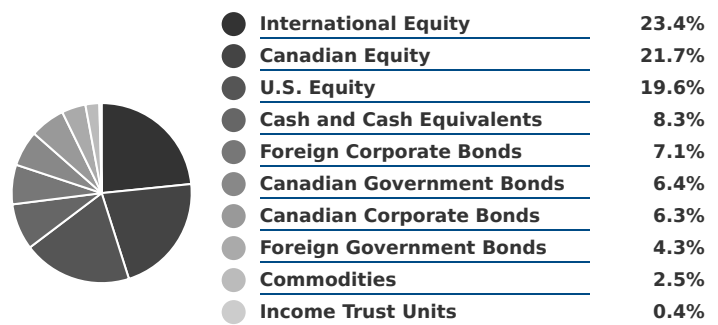 International Equity 23.4%
Canadian Equity 21.7%
U.S. Equity 19.6%
Cash and Cash Equivalents 8.3%
Foreign Corporate Bonds 7.1%
Canadian Government Bonds 6.4%
Canadian Corporate Bonds 6.3%
Foreign Government Bonds 4.3%
Commodities 2.5%
Income Trust Units 0.4%